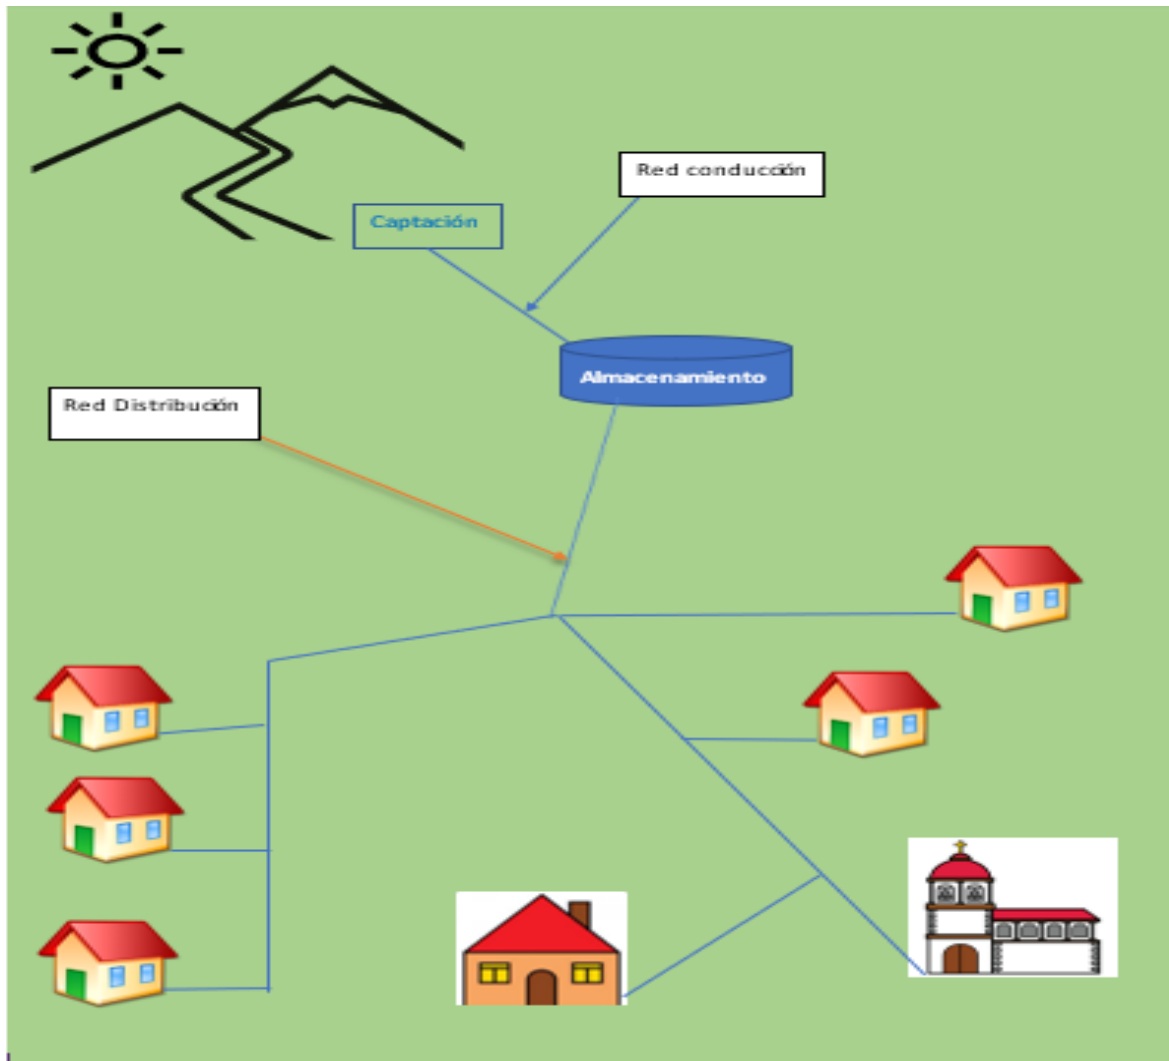 Red conducción
Captación
Almacenamiento
Red Distribución